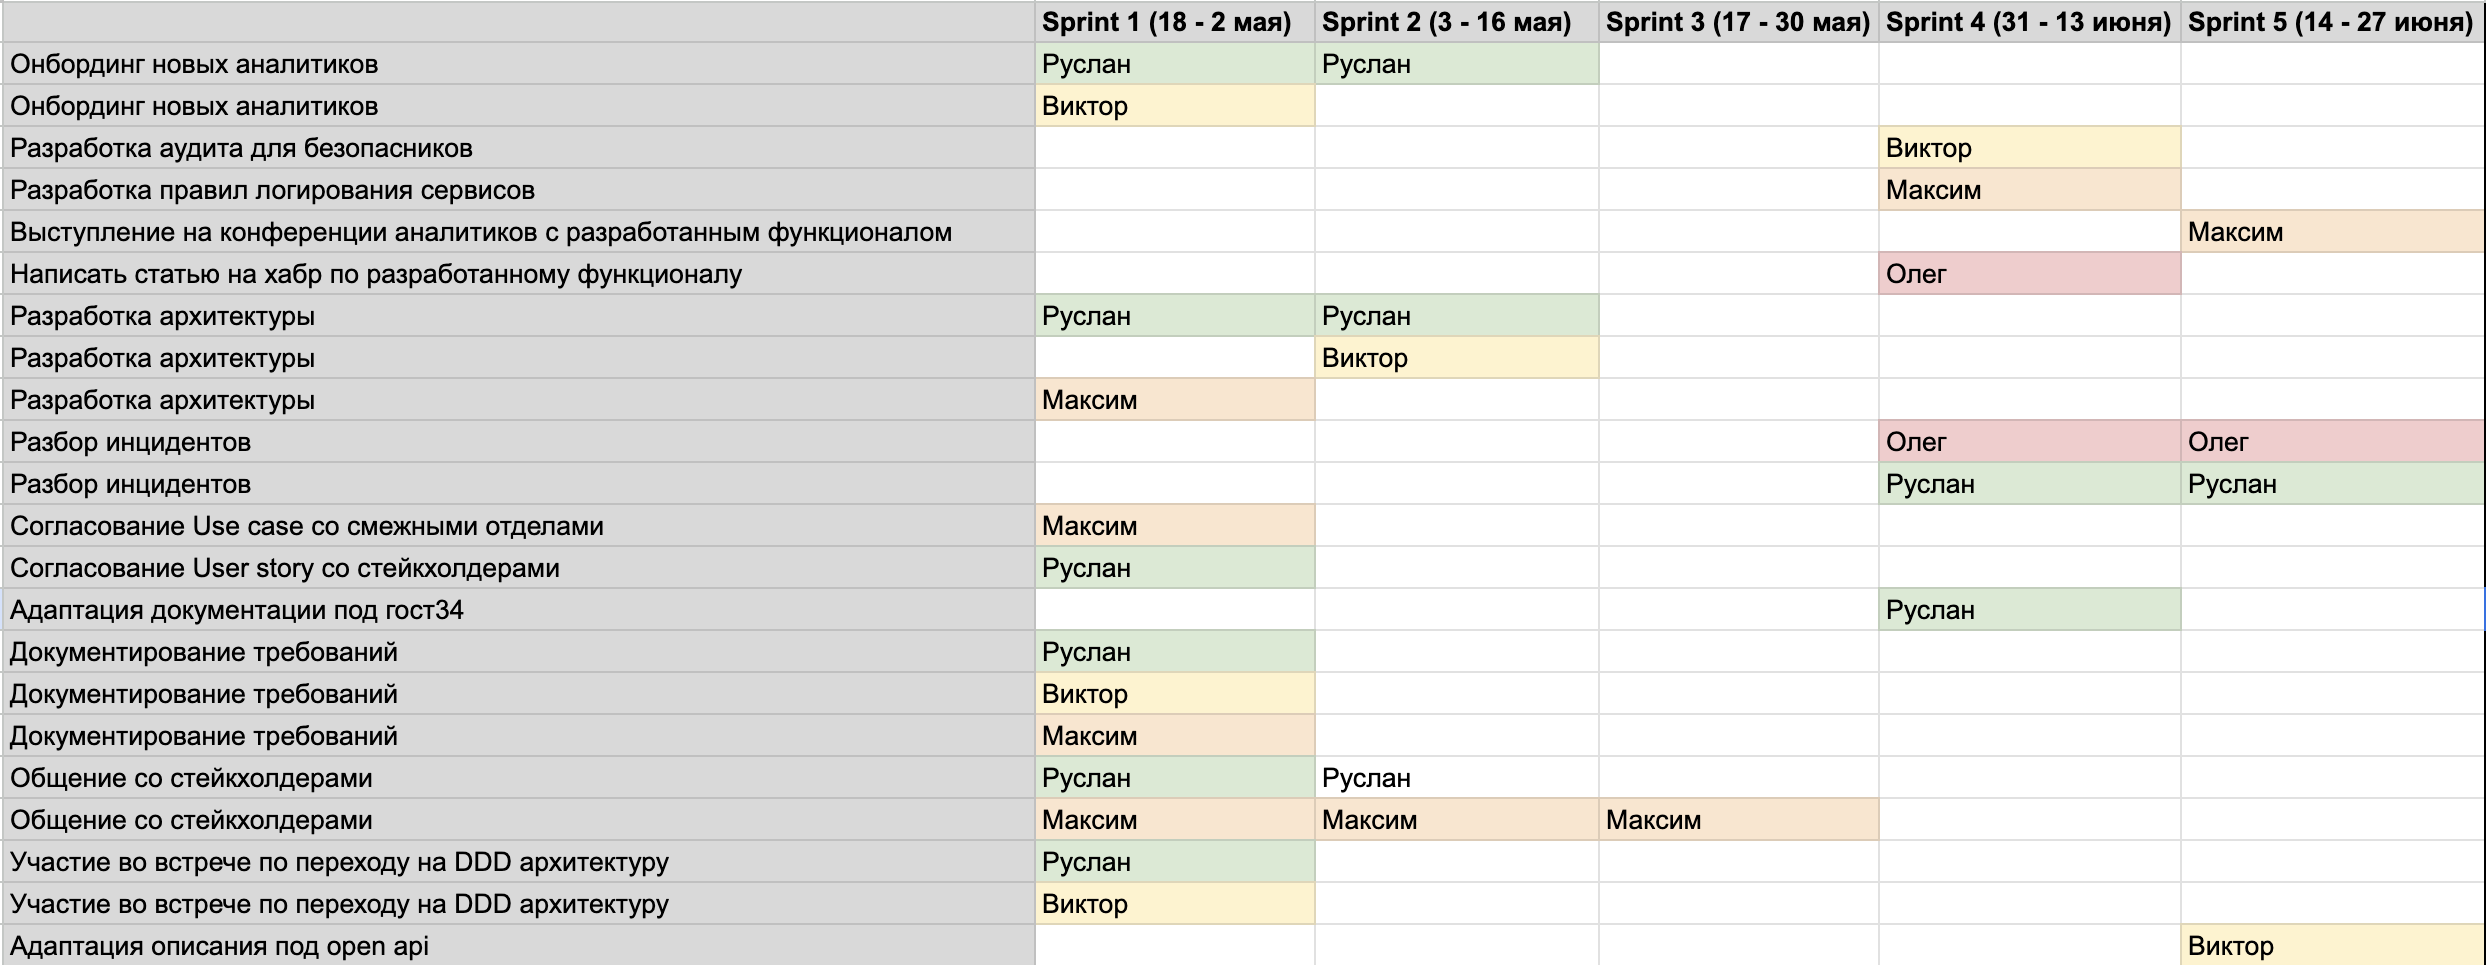 Sprint 1 (18 - 2 мая) Sprint 2 (3 - 16 мая) Sprint 3 (17 - 30 мая) Sprint 4 (31 - 13 июня) Sprint 5 (14 - 27 июня)
Онбординг новых аналитиков Руслан Руслан
Онбординг новых аналитиков Виктор
Разработка аудита для безопасников Виктор
Разработка правил логирования сервисов Максим
Выступление на конференции аналитиков с разработанным функционалом Максим
Написать статью на хабр по разработанному функционалу Олег
Разработка архитектуры Руслан Руслан
Разработка архитектуры Виктор
Разработка архитектуры Максим
Разбор инцидентов Олег Олег
Разбор инцидентов Руслан Руслан
Согласование Use case со смежными отделами Максим
Согласование User story со стейкхолдерами Руслан
Адаптация документации под гост34 Руслан
Документирование требований Руслан
Документирование требований Виктор
Документирование требований Максим
Общение со стейкхолдерами Руслан Руслан
Общение со стейкхолдерами Максим Максим Максим
Участие во встрече по переходу на DDD архитектуру Руслан
Участие во встрече по переходу на DDD архитектуру Виктор
Адаптация описания под open api Виктор